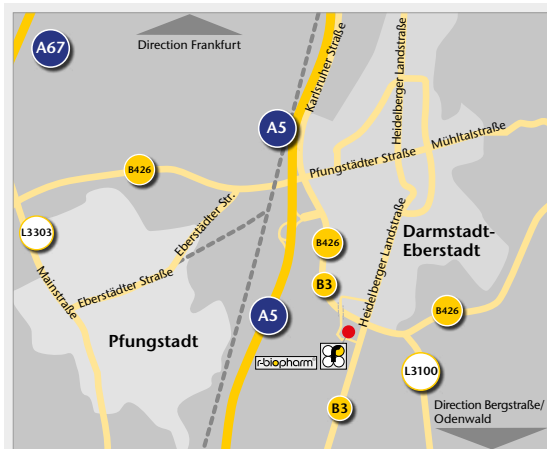 A67
Direction Frankfurt
Karlsruher Straße
Heidelberger Landstraße
A5
Mühltalstraße
Pfungstädter Straße
B426
L3303
Eberstädter Str.
Heidelberger Landstraße
Darmstadt-
Eberstadt
B426
Mainstraße
Eberstädter Straße
B3
A5
B426
Pfungstadt
r-biopharm®
L3100
B3
Direction Bergstraße/
Odenwald